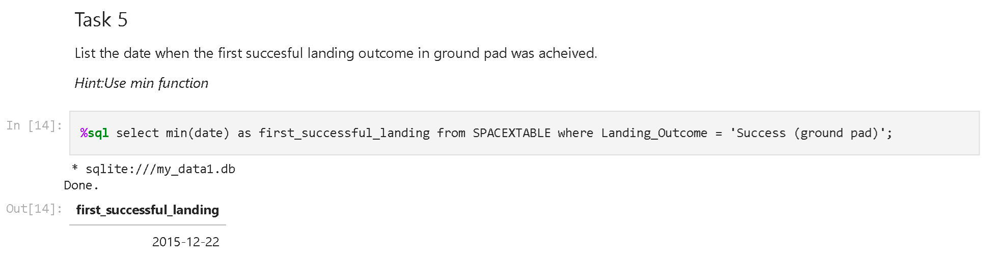 Task 5
List the date when the first succesful landing outcome in ground pad was acheived.
Hint:Use min function
In [14]: %sql select min(date) as first_successful_landing from SPACEXTABLE where Landing_Outcome = 'Success (ground pad)';
* sqlite:///my_data1.db
Done.
Out[14]: first_successful_landing
2015-12-22